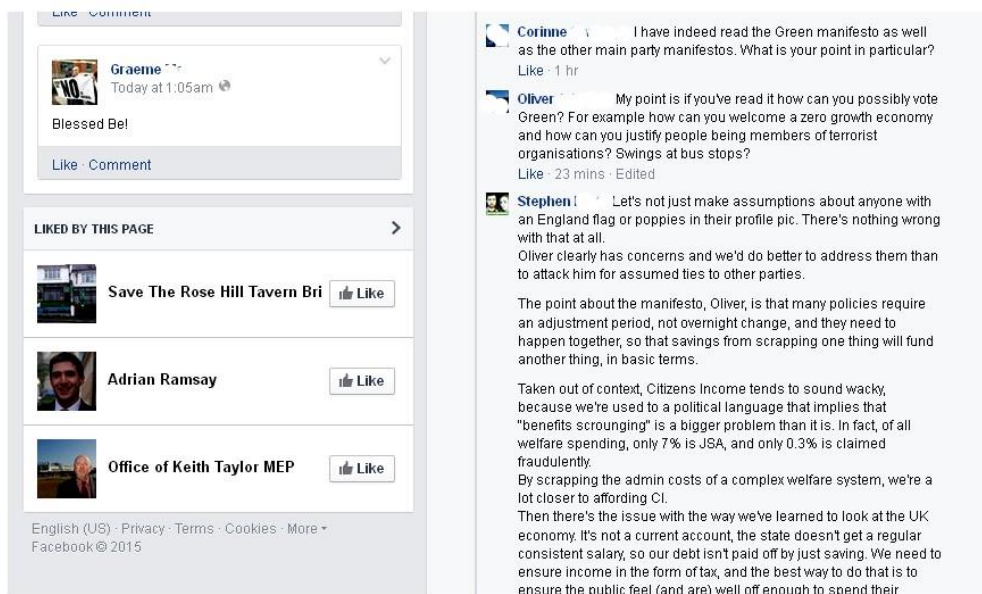 Like · Comment
Graeme
Today at 1:05am
NO
Blessed Be!
Like · Comment
LIKED BY THIS PAGE
Save The Rose Hill Tavern Bri
Like
Adrian Ramsay
Like
Office of Keith Taylor MEP
Like
English (US) · Privacy · Terms · Cookies · More
Facebook © 2015
Corinne I have indeed read the Green manifesto as well
as the other main party manifestos. What is your point in particular?
Like · 1 hr
Oliver My point is if you've read it how can you possibly vote
Green? For example how can you welcome a zero growth economy
and how can you justify people being members of terrorist
organisations? Swings at bus stops?
Like · 23 mins · Edited
Stephen Let's not just make assumptions about anyone with
an England flag or poppies in their profile pic. There's nothing wrong
with that at all.
Oliver clearly has concerns and we'd do better to address them than
to attack him for assumed ties to other parties.
The point about the manifesto, Oliver, is that many policies require
an adjustment period, not overnight change, and they need to
happen together, so that savings from scrapping one thing will fund
another thing, in basic terms.
Taken out of context, Citizens Income tends to sound wacky,
because we're used to a political language that implies that
"benefits scrounging" is a bigger problem than it is. In fact, of all
welfare spending, only 7% is JSA, and only 0.3% is claimed
fraudulently.
By scrapping the admin costs of a complex welfare system, we're a
lot closer to affording CI.
Then there's the issue with the way we've learned to look at the UK
economy. It's not a current account, the state doesn't get a regular
consistent salary, so our debt isn't paid off by just saving. We need to
ensure income in the form of tax, and the best way to do that is to
ensure the public feel (and are) well off enough to spend their